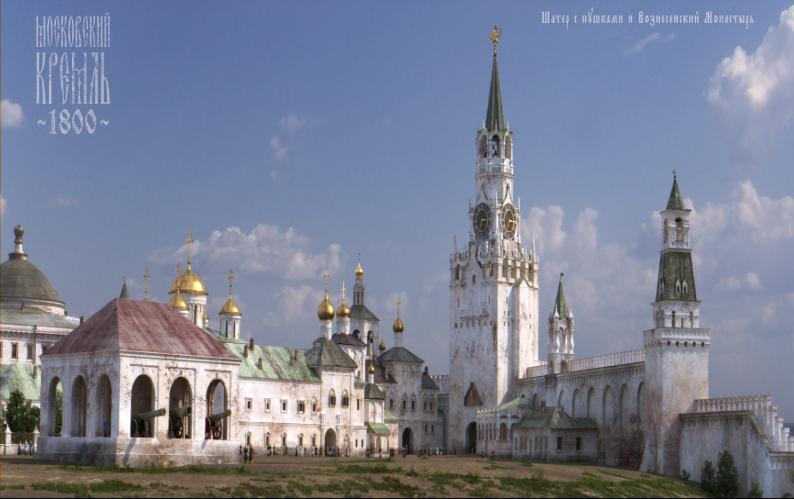 Московский
Кремль
~1800~
Шатер с пушками и Вознесенский Монастырь